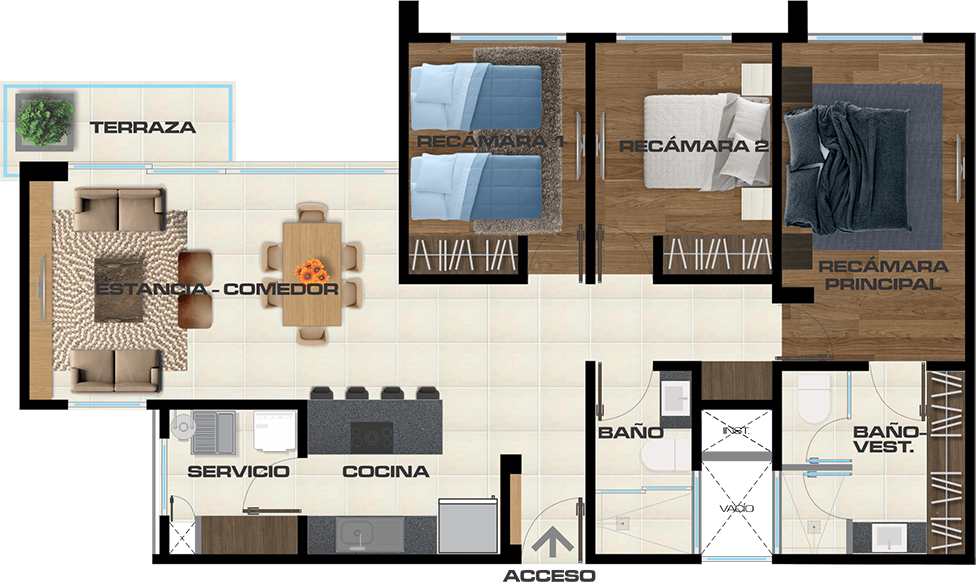 TERRAZA
RECÁMARA 1
RECÁMARA 2
RECÁMARA
PRINCIPAL
ESTANCIA - COMEDOR
BAÑO
INST.
BAÑO-
VEST.
SERVICIO
COCINA
VACÍO
X
ACCESO